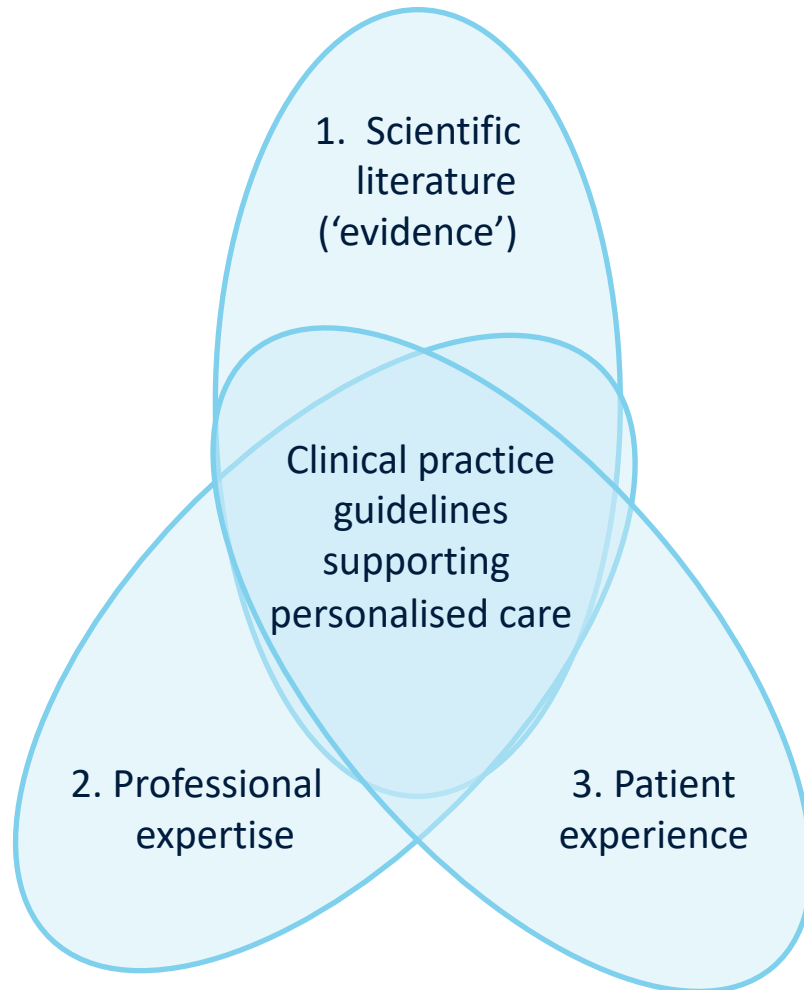 1. Scientific
literature
(‘evidence’)
Clinical practice
guidelines
supporting
personalised care
2. Professional
expertise
3. Patient
experience